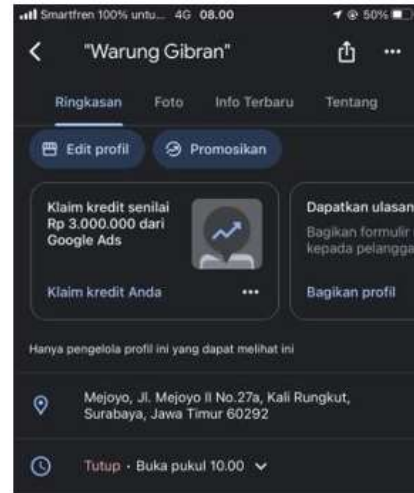 Smartfren 100% untu... 4G 08.00 50%
"Warung Gibran"
Ringkasan Foto Info Terbaru Tentang
Edit profil Promosikan
Klaim kredit senilai
Rp 3.000.000 dari
Google Ads
Klaim kredit Anda
Dapatkan ulasan
Bagikan formulir
kepada pelangga
Bagikan profil
Hanya pengelola profil ini yang dapat melihat ini
Mejoyo, Jl. Mejoyo II No.27a, Kali Rungkut,
Surabaya, Jawa Timur 60292
Tutup · Buka pukul 10.00